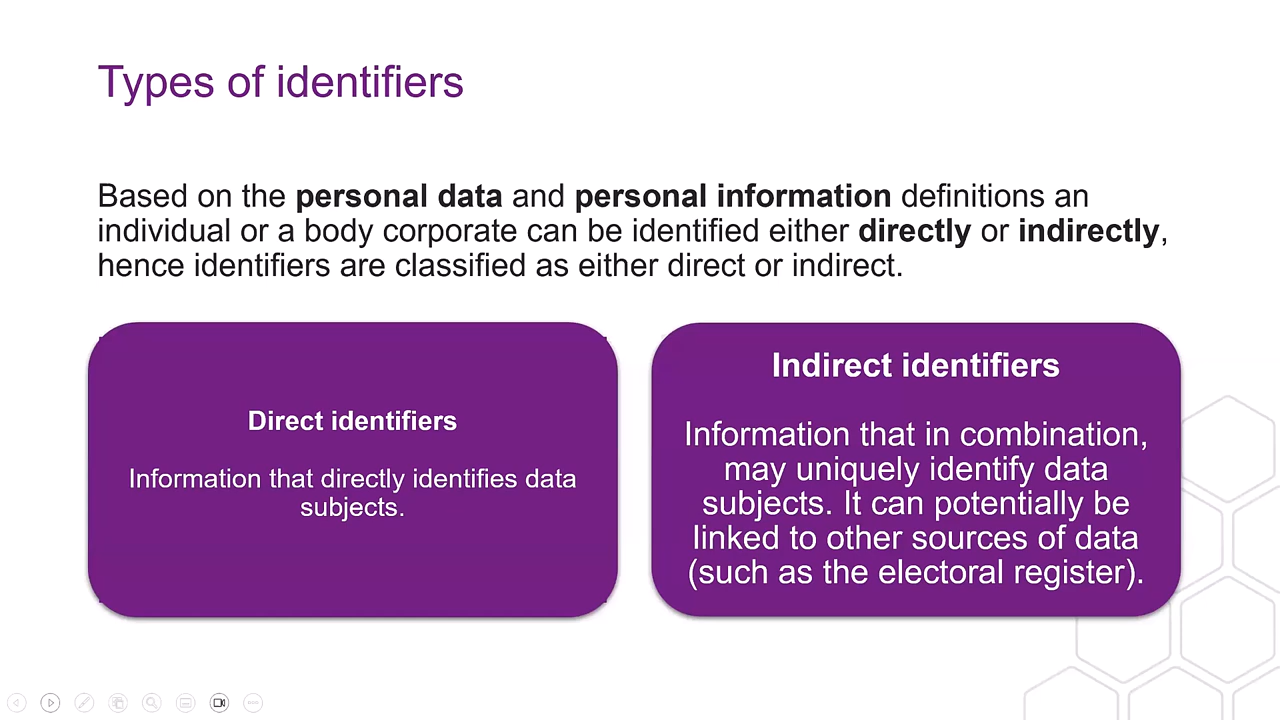 Types of identifiers
Based on the personal data and personal information definitions an
individual or a body corporate can be identified either directly or indirectly,
hence identifiers are classified as either direct or indirect.
Direct identifiers
Information that directly identifies data
subjects.
Indirect identifiers
Information that in combination,
may uniquely identify data
subjects. It can potentially be
linked to other sources of data
(such as the electoral register).